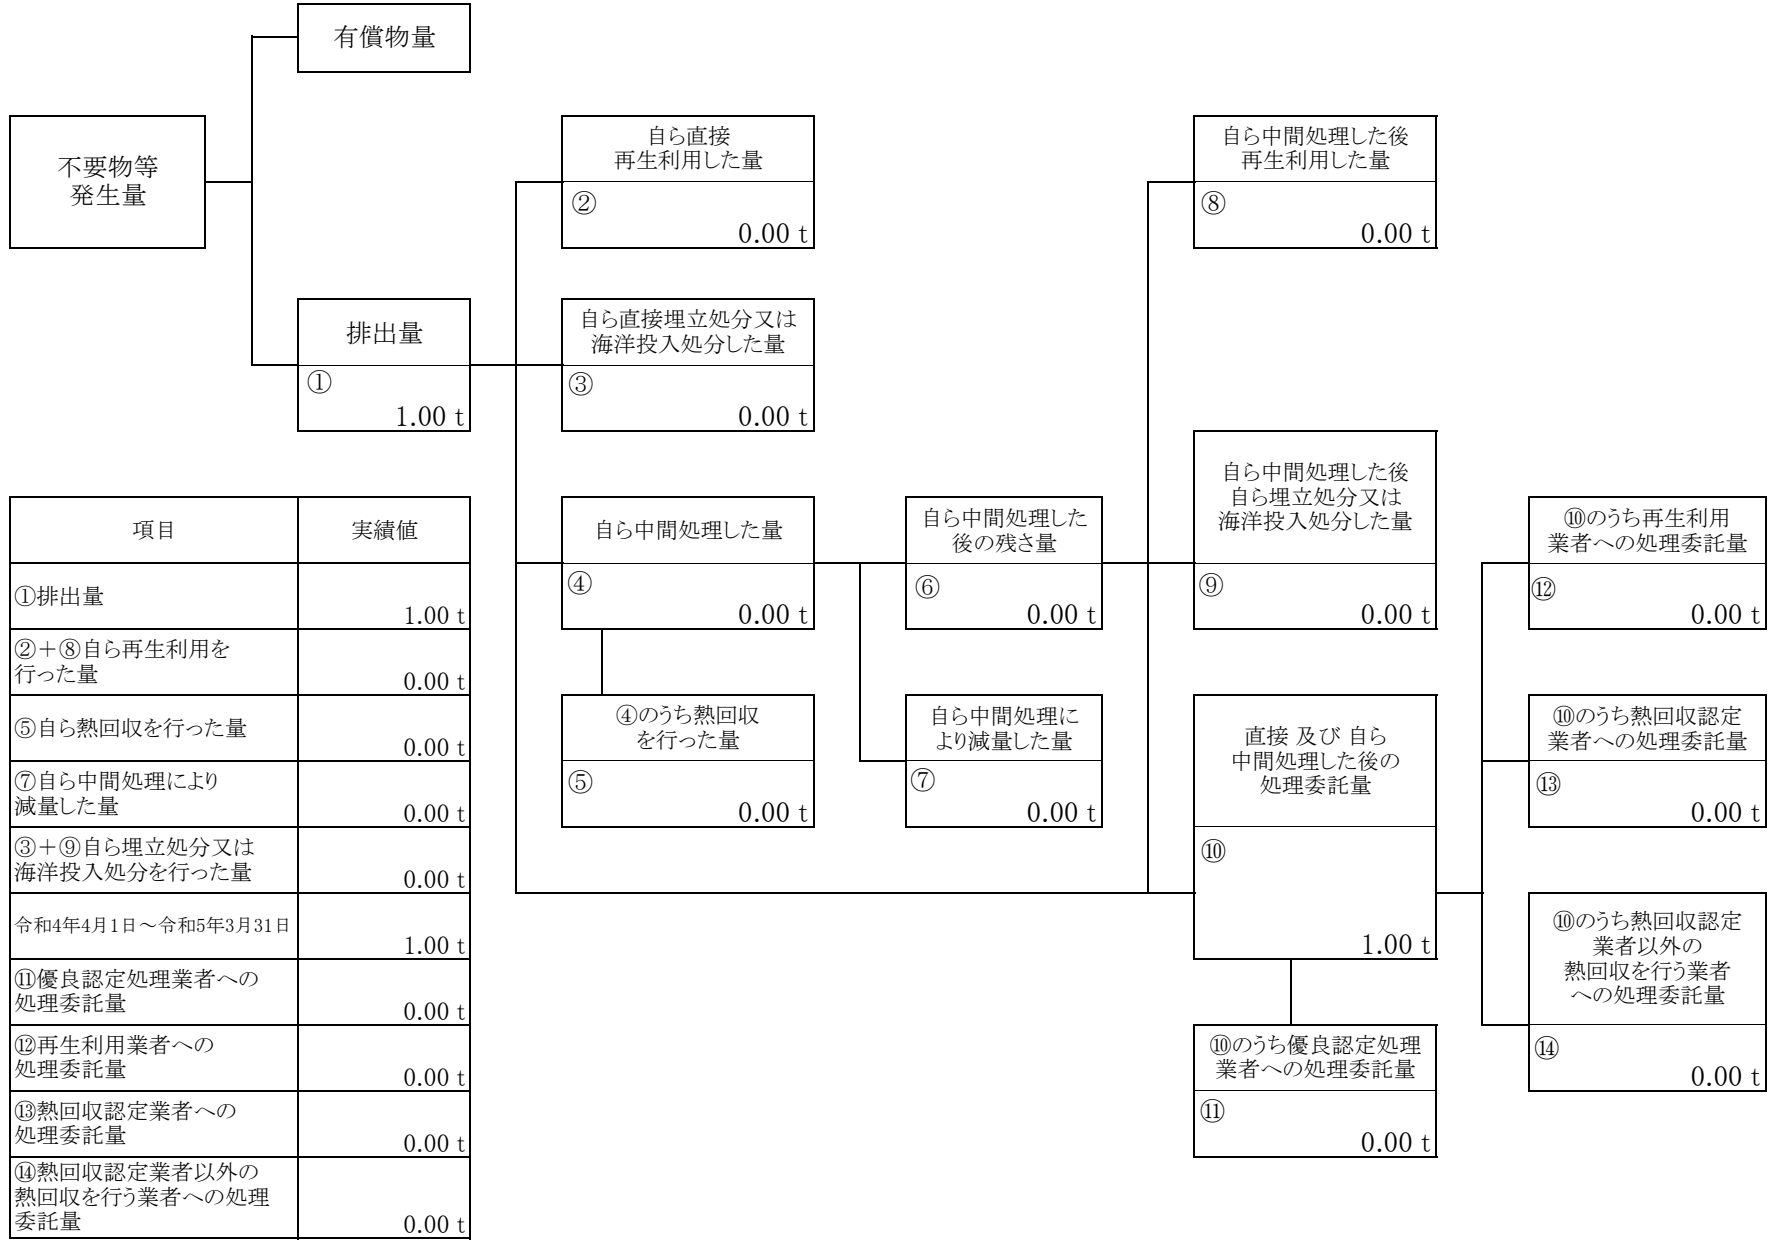 有償物量
不要物等
発生量
自ら直接
再生利用した量
②
0.00 t
自ら中間処理した後
再生利用した量
⑧
0.00 t
排出量
①
1.00 t
自ら直接埋立処分又は
海洋投入処分した量
③
0.00 t
自ら中間処理した量
④
0.00 t
自ら中間処理した
後の残さ量
⑥
0.00 t
自ら中間処理した後
自ら埋立処分又は
海洋投入処分した量
⑨
0.00 t
⑩のうち再生利用
業者への処理委託量
⑫
0.00 t
④のうち熱回収
を行った量
⑤
0.00 t
自ら中間処理に
より減量した量
⑦
0.00 t
直接 及び 自ら
中間処理した後の
処理委託量
⑩
1.00 t
⑩のうち熱回収認定
業者への処理委託量
⑬
0.00 t
⑩のうち熱回収認定
業者以外の
熱回収を行う業者
への処理委託量
⑭
0.00 t
⑩のうち優良認定処理
業者への処理委託量
⑪
0.00 t
項目 実績値
①排出量
1.00 t
②＋⑧自ら再生利用を
行った量
0.00 t
⑤自ら熱回収を行った量
0.00 t
⑦自ら中間処理により
減量した量
0.00 t
③＋⑨自ら埋立処分又は
海洋投入処分を行った量
0.00 t
令和4年4月1日～令和5年3月31日
1.00 t
⑪優良認定処理業者への
処理委託量
0.00 t
⑫再生利用業者への
処理委託量
0.00 t
⑬熱回収認定業者への
処理委託量
0.00 t
⑭熱回収認定業者以外の
熱回収を行う業者への処理
委託量
0.00 t